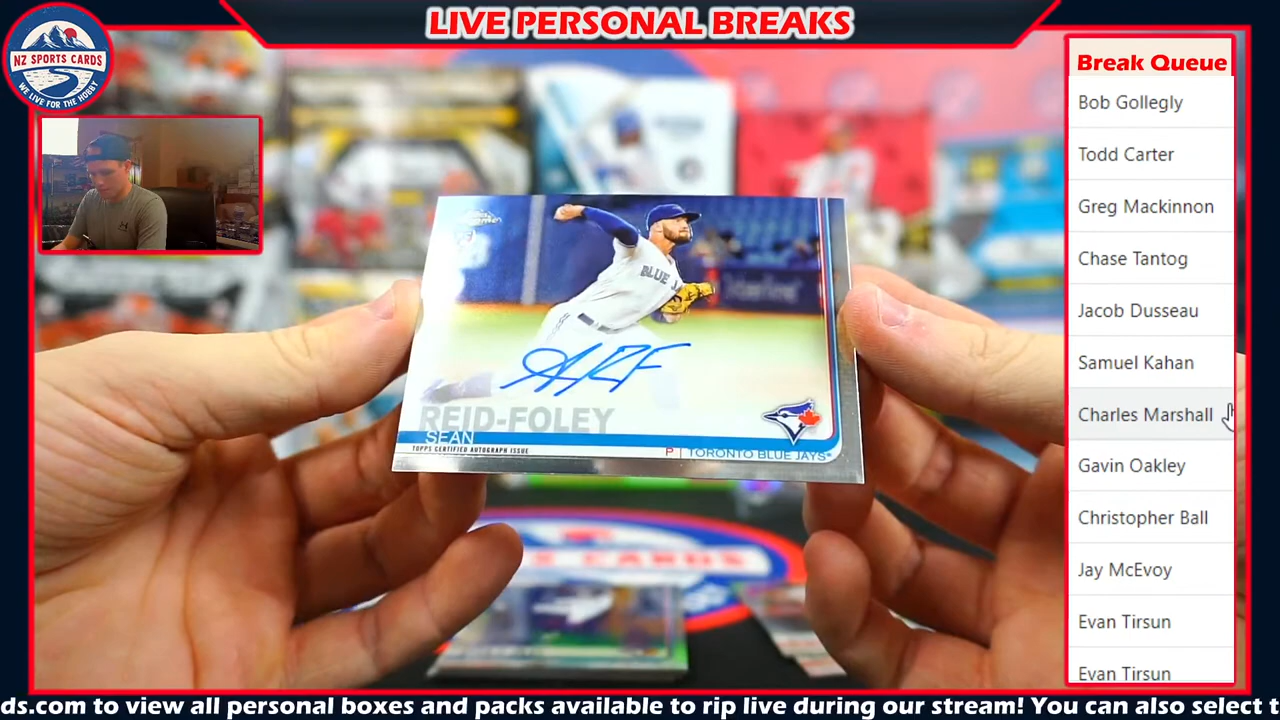 LIVE PERSONAL BREAKS
NZ SPORTS CARDS
WE LIVE FOR THE HOBBY
Break Queue
Bob Gollegly
Todd Carter
Greg Mackinnon
Chase Tantog
Jacob Dusseau
Samuel Kahan
Charles Marshall
Gavin Oakley
Christopher Ball
Jay McEvoy
Evan Tirsun
Evan Tirsun
BLUE J
REID-FOLEY
SEAN
TOPPS CERTIFIED AUTOGRAPH ISSUE
P | TORONTO BLUE JAYS
S CARDS
ds.com to view all personal boxes and packs available to rip live during our stream! You can also select t